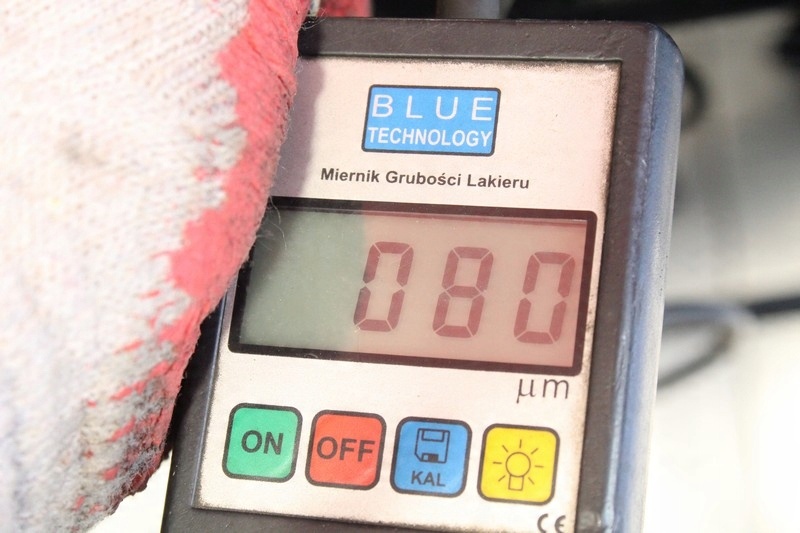 BLUE
TECHNOLOGY
Miernik Grubości Lakieru
080
µm
ON
OFF
KAL
CE